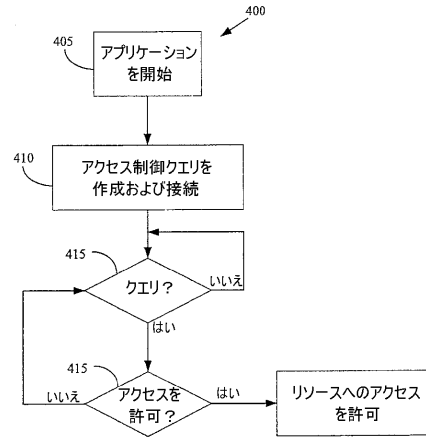 400
405
アプリケーション
を開始
410
アクセス制御クエリを
作成および接続
415
クエリ？
いいえ
はい
415
アクセスを
許可？
いいえ
はい
リソースへのアクセス
を許可